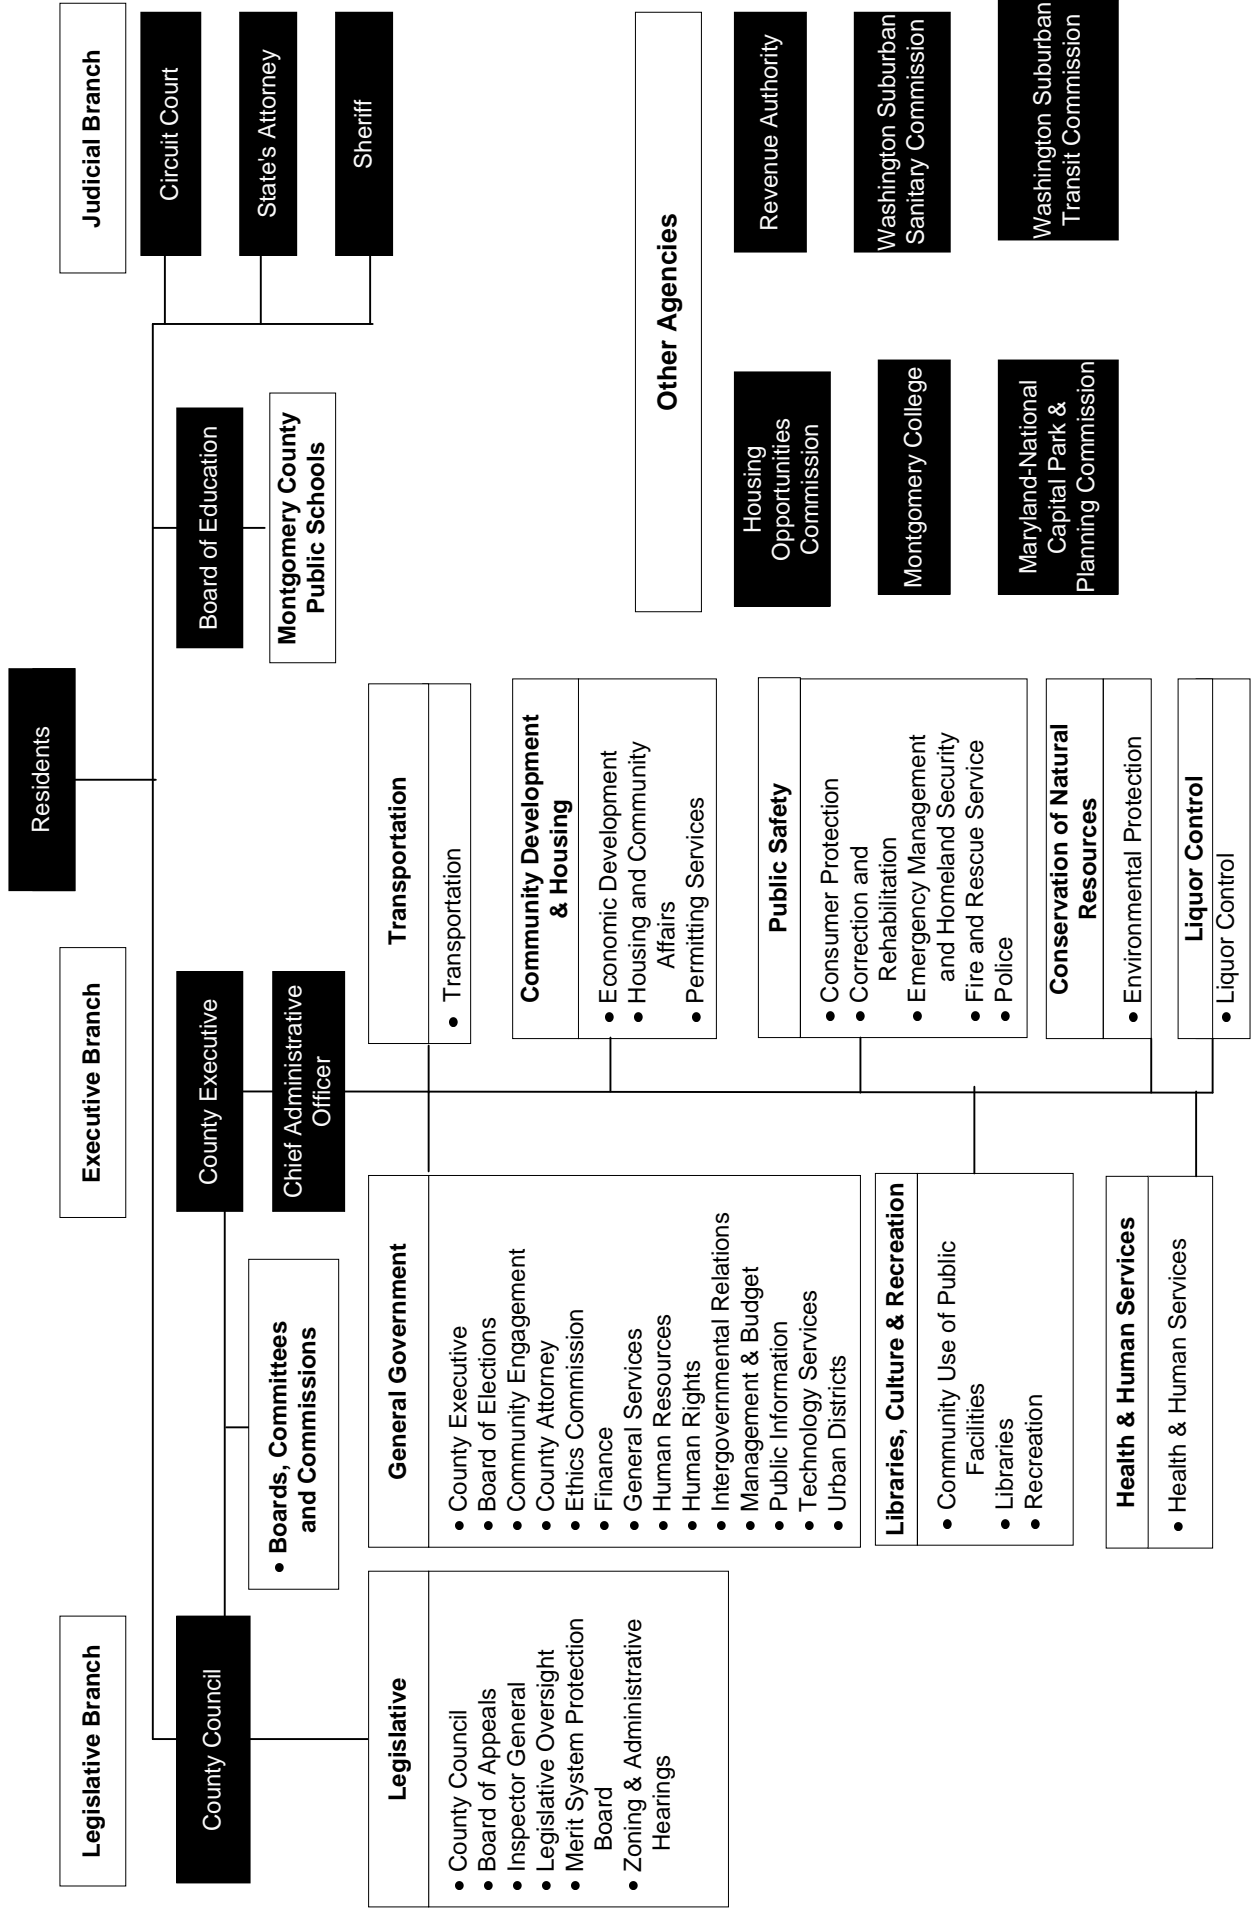 Residents
Legislative Branch
Executive Branch
Judicial Branch
County Council
County Executive
Chief Administrative
Officer
• Boards, Committees
and Commissions
Board of Education
Montgomery County
Public Schools
Circuit Court
State's Attorney
Sheriff
Legislative
• County Council
• Board of Appeals
• Inspector General
• Legislative Oversight
• Merit System Protection
Board
• Zoning & Administrative
Hearings
General Government
• County Executive
• Board of Elections
• Community Engagement
• County Attorney
• Ethics Commission
• Finance
• General Services
• Human Resources
• Human Rights
• Intergovernmental Relations
• Management & Budget
• Public Information
• Technology Services
• Urban Districts
Libraries, Culture & Recreation
• Community Use of Public
Facilities
• Libraries
• Recreation
Health & Human Services
• Health & Human Services
Transportation
• Transportation
Community Development
& Housing
• Economic Development
• Housing and Community
Affairs
• Permitting Services
Public Safety
• Consumer Protection
• Correction and
Rehabilitation
• Emergency Management
and Homeland Security
• Fire and Rescue Service
• Police
Conservation of Natural
Resources
• Environmental Protection
Liquor Control
• Liquor Control
Other Agencies
Housing
Opportunities
Commission
Revenue Authority
Montgomery College
Washington Suburban
Sanitary Commission
Maryland-National
Capital Park &
Planning Commission
Washington Suburban
Transit Commission